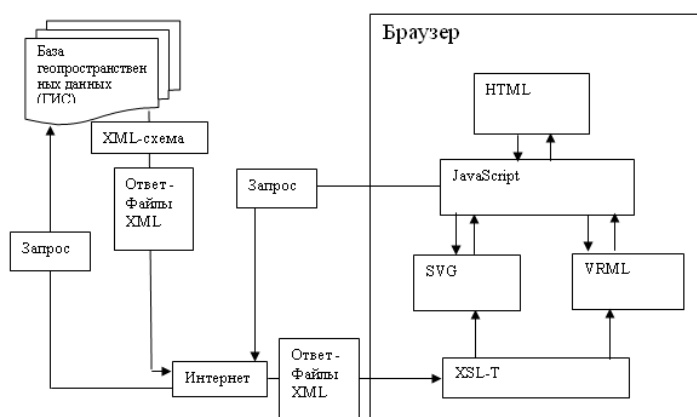 База
геопространствен
ных данных
(ГИС)
XML-схема
Ответ -
Файлы
XML
Запрос
Запрос
Интернет
Ответ -
Файлы
XML
Браузер
HTML
JavaScript
SVG
VRML
XSL-T